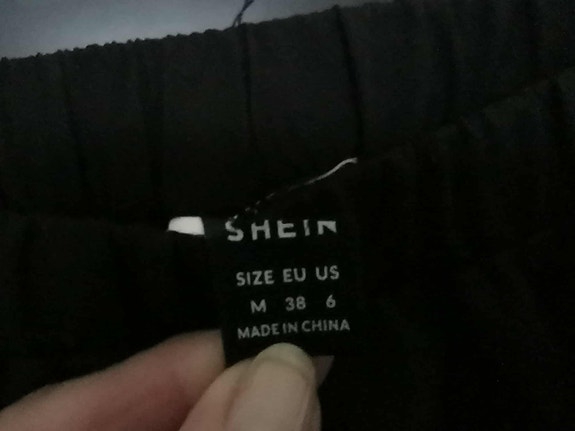 SHEIN
SIZE EU US
M 38 6
MADE IN CHINA